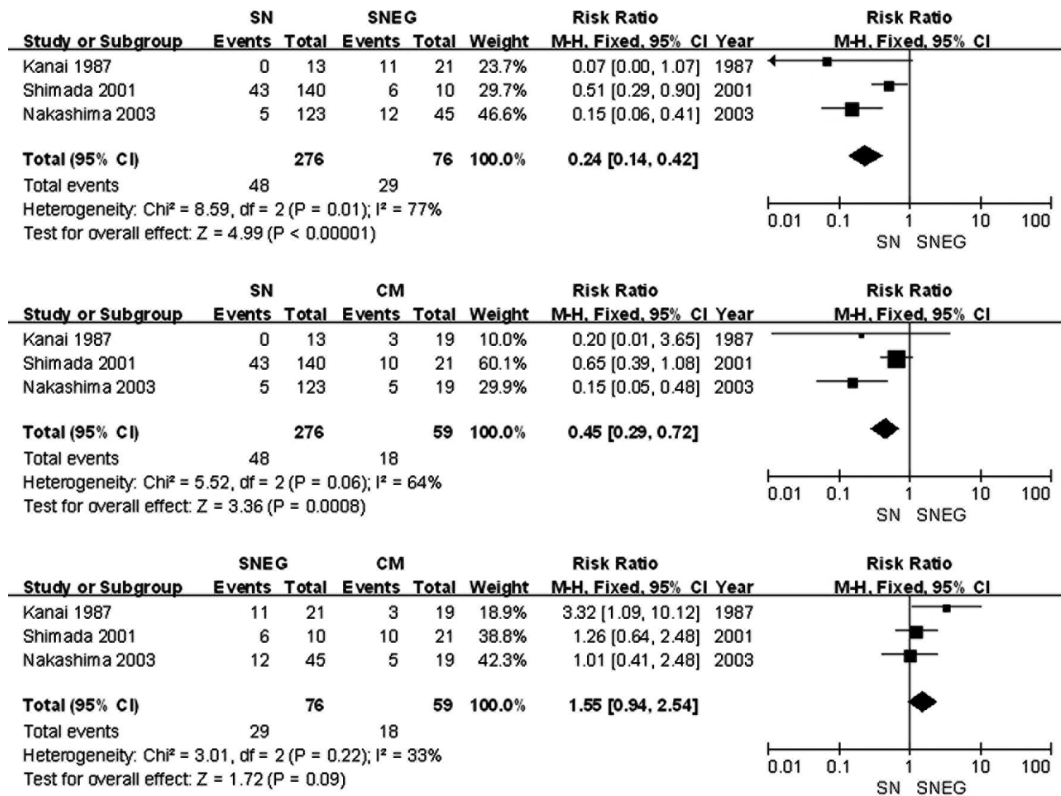 SN SNEG Risk Ratio Risk Ratio
Study or Subgroup Events Total Events Total Weight M-H, Fixed, 95% CI Year M-H, Fixed, 95% CI
Kanai 1987 0 13 11 21 23.7% 0.07 [0.00, 1.07] 1987
Shimada 2001 43 140 6 10 29.7% 0.51 [0.29, 0.90] 2001
Nakashima 2003 5 123 12 45 46.6% 0.15 [0.06, 0.41] 2003
Total (95% CI) 276 76 100.0% 0.24 [0.14, 0.42]
Total events 48 29
Heterogeneity: Chi² = 8.59, df = 2 (P = 0.01); I² = 77%
Test for overall effect: Z = 4.99 (P < 0.00001)
0.01 0.1 1 10 100
SN SNEG
SN CM Risk Ratio Risk Ratio
Study or Subgroup Events Total Events Total Weight M-H, Fixed, 95% CI Year M-H, Fixed, 95% CI
Kanai 1987 0 13 3 19 10.0% 0.20 [0.01, 3.65] 1987
Shimada 2001 43 140 10 21 60.1% 0.65 [0.39, 1.08] 2001
Nakashima 2003 5 123 5 19 29.9% 0.15 [0.05, 0.48] 2003
Total (95% CI) 276 59 100.0% 0.45 [0.29, 0.72]
Total events 48 18
Heterogeneity: Chi² = 5.52, df = 2 (P = 0.06); I² = 64%
Test for overall effect: Z = 3.36 (P = 0.0008)
0.01 0.1 1 10 100
SN SNEG
SNEG CM Risk Ratio Risk Ratio
Study or Subgroup Events Total Events Total Weight M-H, Fixed, 95% CI Year M-H, Fixed, 95% CI
Kanai 1987 11 21 3 19 18.9% 3.32 [1.09, 10.12] 1987
Shimada 2001 6 10 10 21 38.8% 1.26 [0.64, 2.48] 2001
Nakashima 2003 12 45 5 19 42.3% 1.01 [0.41, 2.48] 2003
Total (95% CI) 76 59 100.0% 1.55 [0.94, 2.54]
Total events 29 18
Heterogeneity: Chi² = 3.01, df = 2 (P = 0.22); I² = 33%
Test for overall effect: Z = 1.72 (P = 0.09)
0.01 0.1 1 10 100
SN SNEG